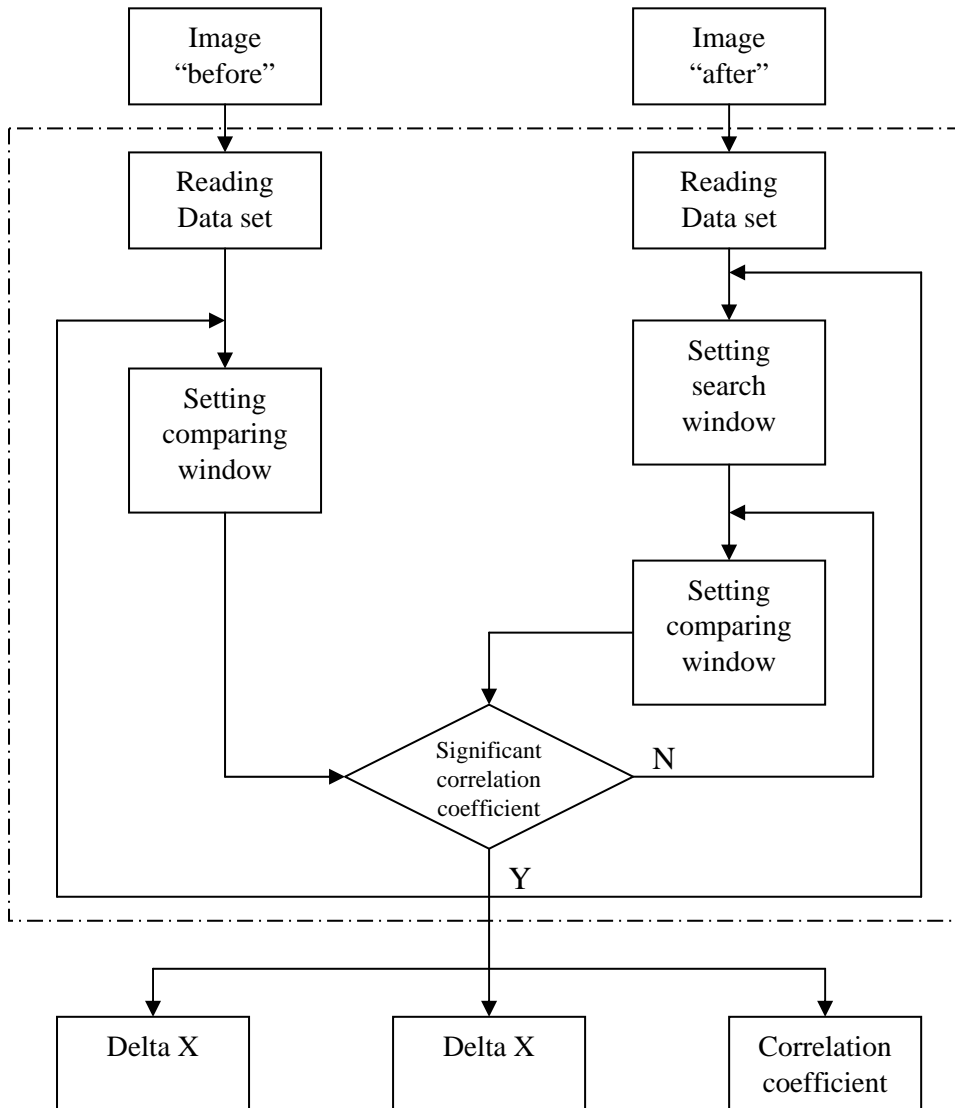 Image
“before”
Image
“after”
Reading
Data set
Reading
Data set
Setting
comparing
window
Setting
search
window
Setting
comparing
window
Significant
correlation
coefficient
N
Y
Delta X
Delta X
Correlation
coefficient